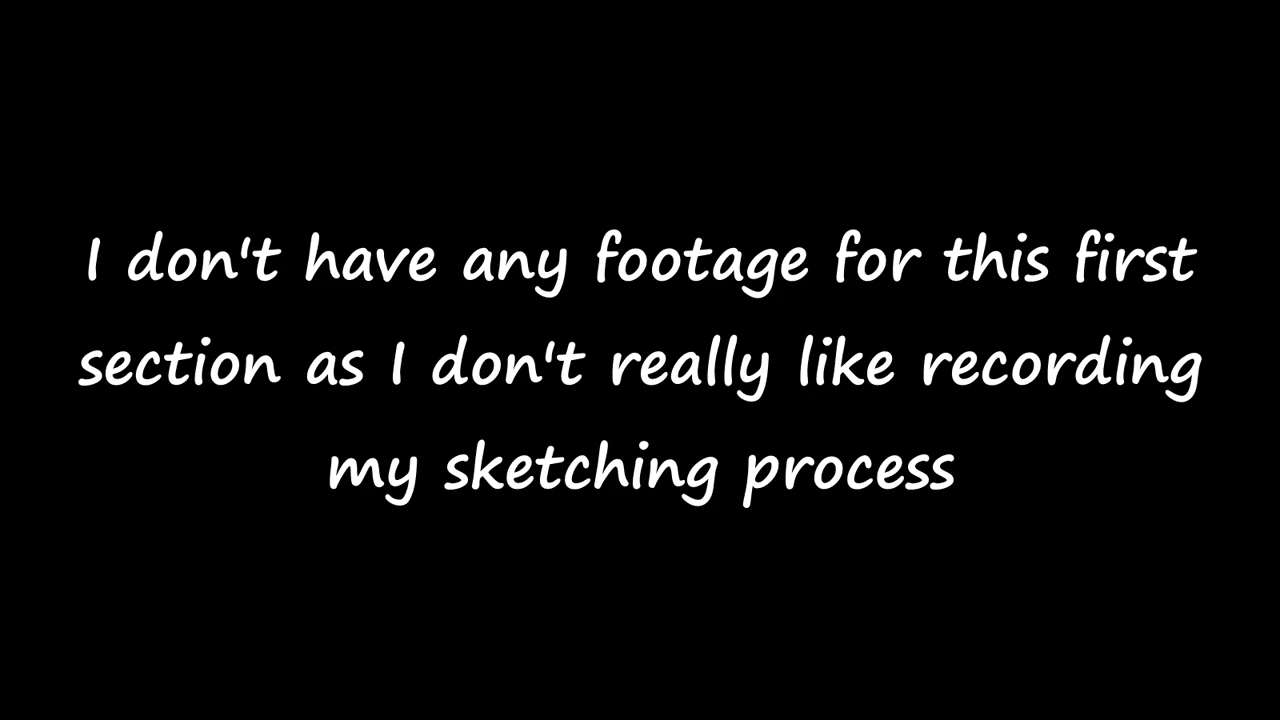 I don't have any footage for this first
section as I don't really like recording
my sketching process